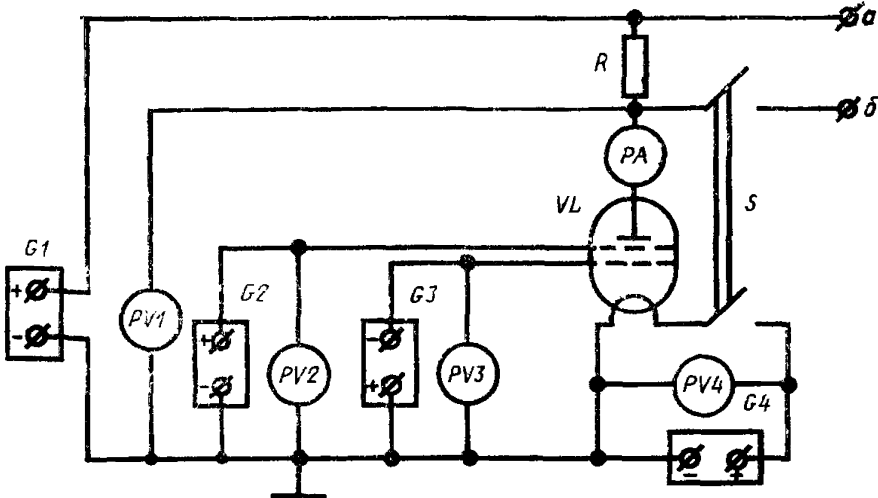 а
R
б
PA
VL
S
G1
+
-
PV1
G2
+
-
PV2
G3
-
+
PV3
PV4
G4
- +